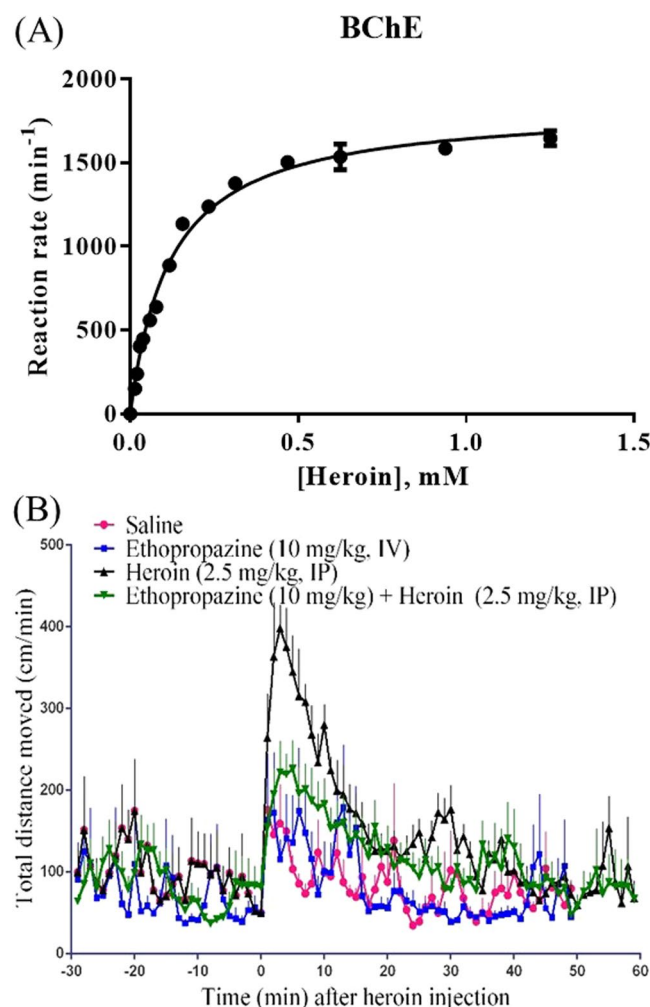 (A)
BChE
2000
1500
1000
500
0
Reaction rate (min⁻¹)
0.0 0.5 1.0 1.5
[Heroin], mM
(B)
Saline
Ethopropazine (10 mg/kg, IV)
Heroin (2.5 mg/kg, IP)
Ethopropazine (10 mg/kg) + Heroin (2.5 mg/kg, IP)
500
400
300
200
100
0
Total distance moved (cm/min)
-30 -20 -10 0 10 20 30 40 50 60
Time (min) after heroin injection